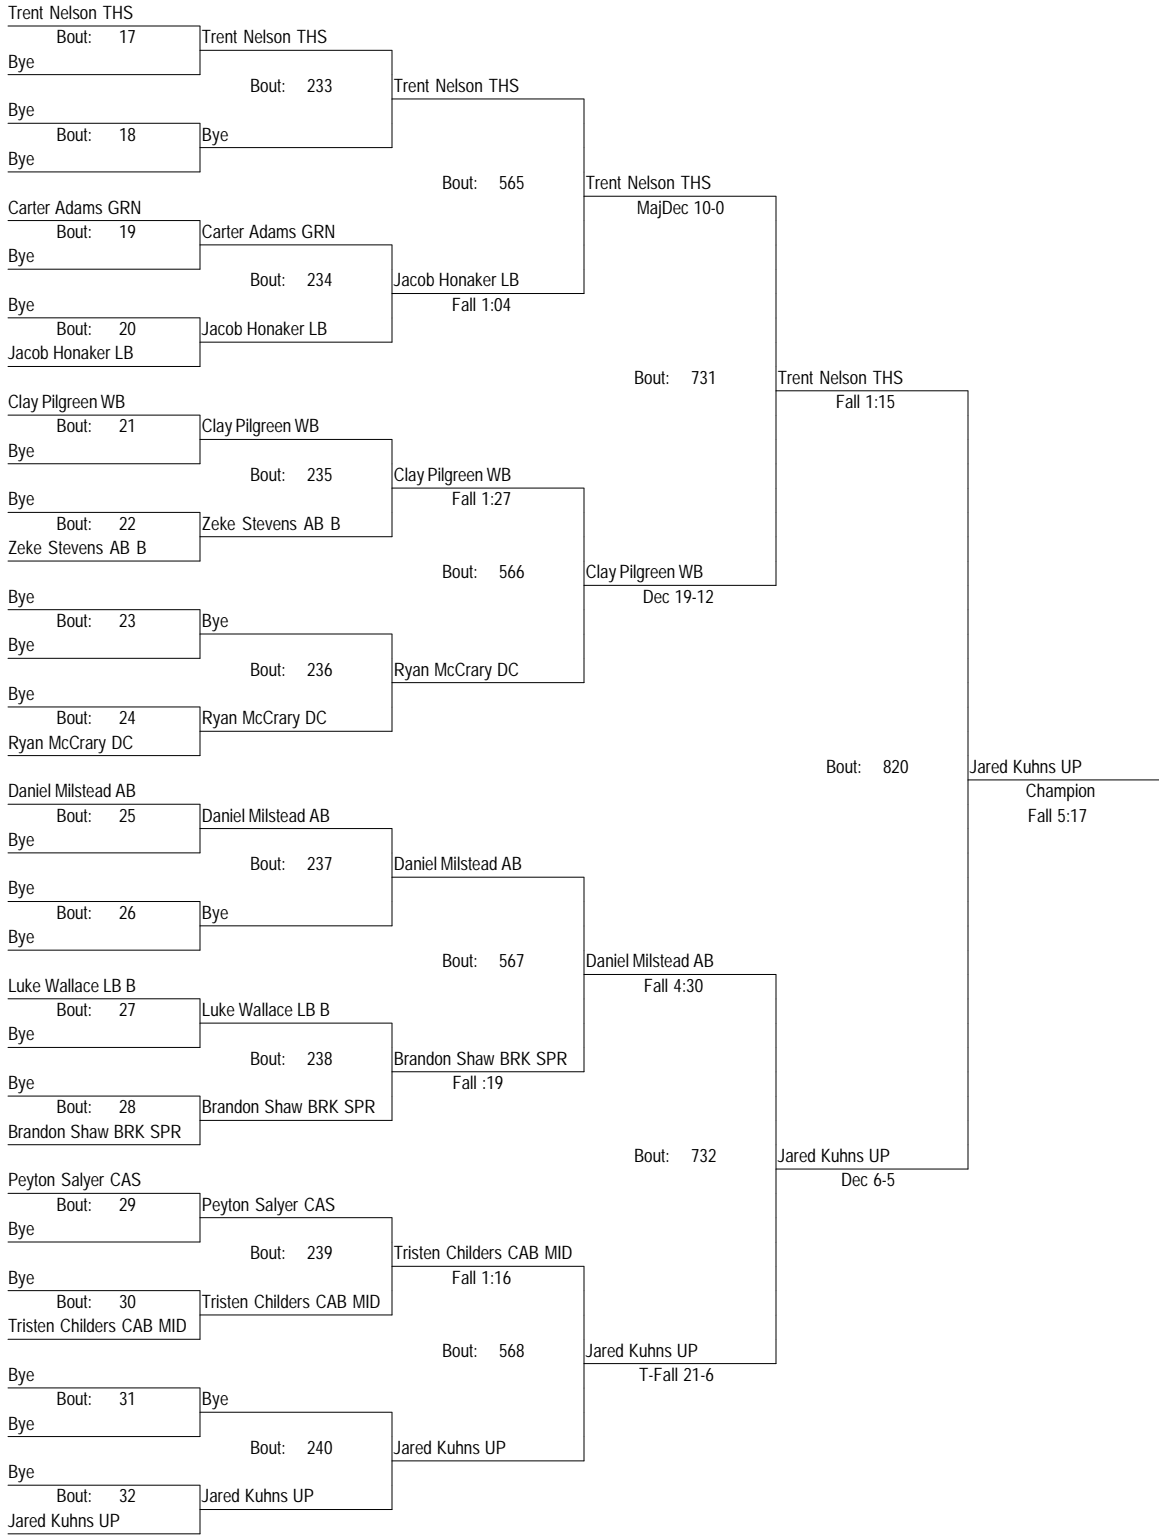 Trent Nelson THS
Bout: 17 Trent Nelson THS
Bye
Bout: 233 Trent Nelson THS
Bye
Bout: 18 Bye
Bye
Bout: 565 Trent Nelson THS
Carter Adams GRN MajDec 10-0
Bout: 19 Carter Adams GRN
Bye
Bout: 234 Jacob Honaker LB
Bye Fall 1:04
Bout: 20 Jacob Honaker LB
Jacob Honaker LB
Bout: 731 Trent Nelson THS
Clay Pilgreen WB Fall 1:15
Bout: 21 Clay Pilgreen WB
Bye
Bout: 235 Clay Pilgreen WB
Bye Fall 1:27
Bout: 22 Zeke Stevens AB B
Zeke Stevens AB B
Bout: 566 Clay Pilgreen WB
Bye Dec 19-12
Bout: 23 Bye
Bye
Bout: 236 Ryan McCrary DC
Bye
Bout: 24 Ryan McCrary DC
Ryan McCrary DC
Bout: 820 Jared Kuhns UP
Daniel Milstead AB Champion
Bout: 25 Daniel Milstead AB Fall 5:17
Bye
Bout: 237 Daniel Milstead AB
Bye
Bout: 26 Bye
Bye
Bout: 567 Daniel Milstead AB
Luke Wallace LB B Fall 4:30
Bout: 27 Luke Wallace LB B
Bye
Bout: 238 Brandon Shaw BRK SPR
Bye Fall :19
Bout: 28 Brandon Shaw BRK SPR
Brandon Shaw BRK SPR
Bout: 732 Jared Kuhns UP
Peyton Salyer CAS Dec 6-5
Bout: 29 Peyton Salyer CAS
Bye
Bout: 239 Tristen Childers CAB MID
Bye Fall 1:16
Bout: 30 Tristen Childers CAB MID
Tristen Childers CAB MID
Bout: 568 Jared Kuhns UP
Bye T-Fall 21-6
Bout: 31 Bye
Bye
Bout: 240 Jared Kuhns UP
Bye
Bout: 32 Jared Kuhns UP
Jared Kuhns UP